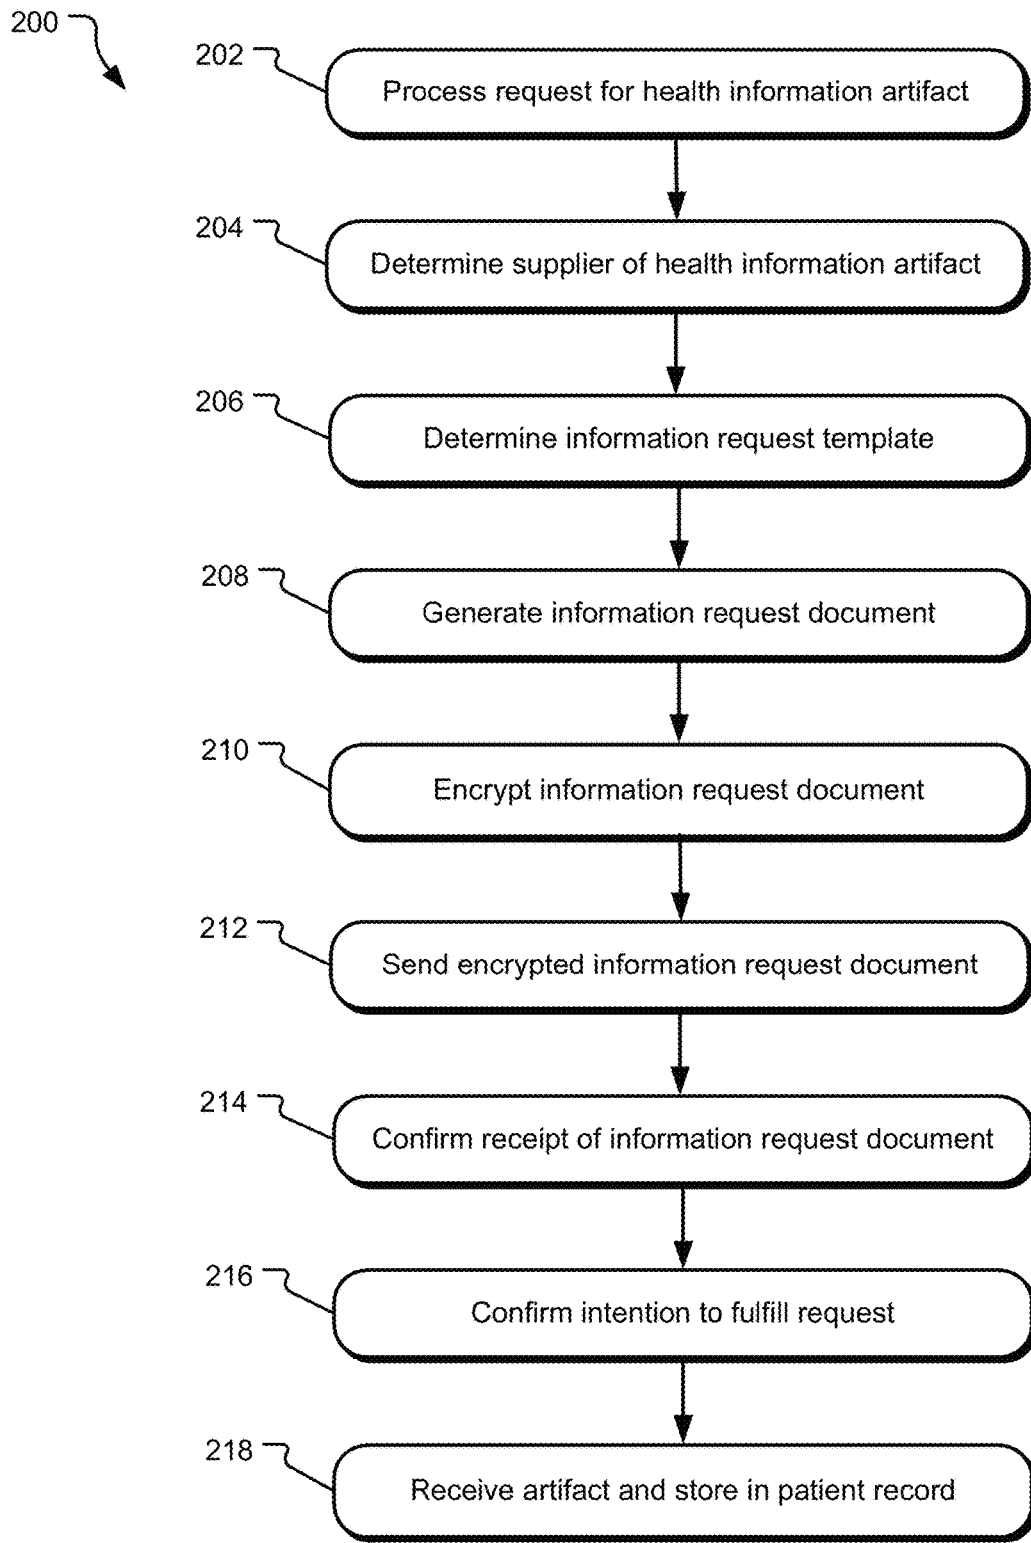 200
202
Process request for health information artifact
204
Determine supplier of health information artifact
206
Determine information request template
208
Generate information request document
210
Encrypt information request document
212
Send encrypted information request document
214
Confirm receipt of information request document
216
Confirm intention to fulfill request
218
Receive artifact and store in patient record